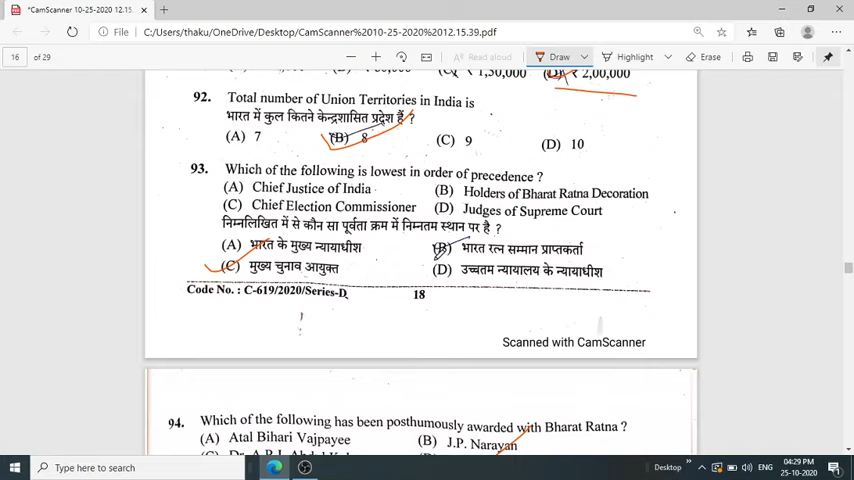 *CamScanner 10-25-2020 12.15.39.p
File
C:/Users/thaku/OneDrive/Desktop/CamScanner%2010-25-2020%2012.15.39.pdf
16 of 29
Read aloud
Draw
Highlight
Erase
(C) ₹ 1,50,000 (D) ₹ 2,00,000
92. Total number of Union Territories in India is
भारत में कुल कितने केन्द्रशासित प्रदेश हैं ?
(A) 7 (B) 8 (C) 9 (D) 10
93. Which of the following is lowest in order of precedence ?
(A) Chief Justice of India (B) Holders of Bharat Ratna Decoration
(C) Chief Election Commissioner (D) Judges of Supreme Court
निम्नलिखित में से कौन सा पूर्वता क्रम में निम्नतम स्थान पर है ?
(A) भारत के मुख्य न्यायाधीश (B) भारत रत्न सम्मान प्राप्तकर्ता
(C) मुख्य चुनाव आयुक्त (D) उच्चतम न्यायालय के न्यायाधीश
Code No. : C-619/2020/Series-D 18
Scanned with CamScanner
94. Which of the following has been posthumously awarded with Bharat Ratna ?
(A) Atal Bihari Vajpayee (B) J.P. Narayan
Type here to search
Desktop
ENG
04:29 PM
25-10-2020